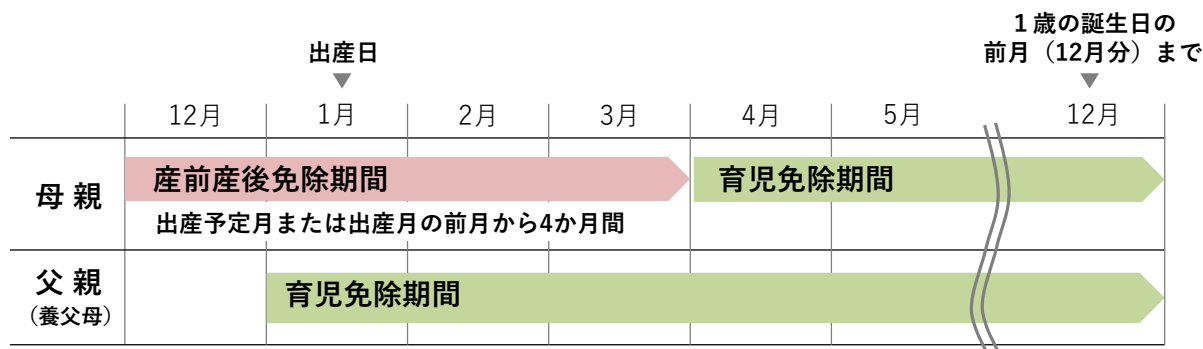 1歳の誕生日の
出産日
前月（12月分）まで
12月 1月 2月 3月 4月 5月 12月
母親
産前産後免除期間
育児免除期間
出産予定月または出産月の前月から4か月間
父親
（養父母）
育児免除期間